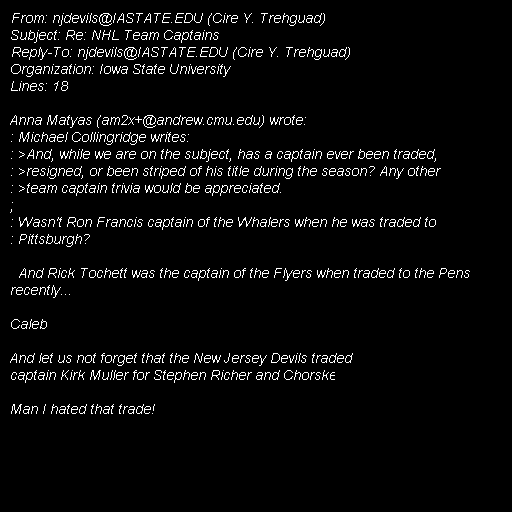 From: njdevils@IASTATE.EDU (Cire Y. Trehguad)
Subject: Re: NHL Team Captains
Reply-To: njdevils@IASTATE.EDU (Cire Y. Trehguad)
Organization: Iowa State University
Lines: 18

Anna Matyas (am2x+@andrew.cmu.edu) wrote:
: Michael Collingridge writes:
: >And, while we are on the subject, has a captain ever been traded,
: >resigned, or been striped of his title during the season? Any other
: >team captain trivia would be appreciated.
;
: Wasn't Ron Francis captain of the Whalers when he was traded to
: Pittsburgh?

  And Rick Tochett was the captain of the Flyers when traded to the Pens
recently...

Caleb

And let us not forget that the New Jersey Devils traded
captain Kirk Muller for Stephen Richer and Chorske

Man I hated that trade!